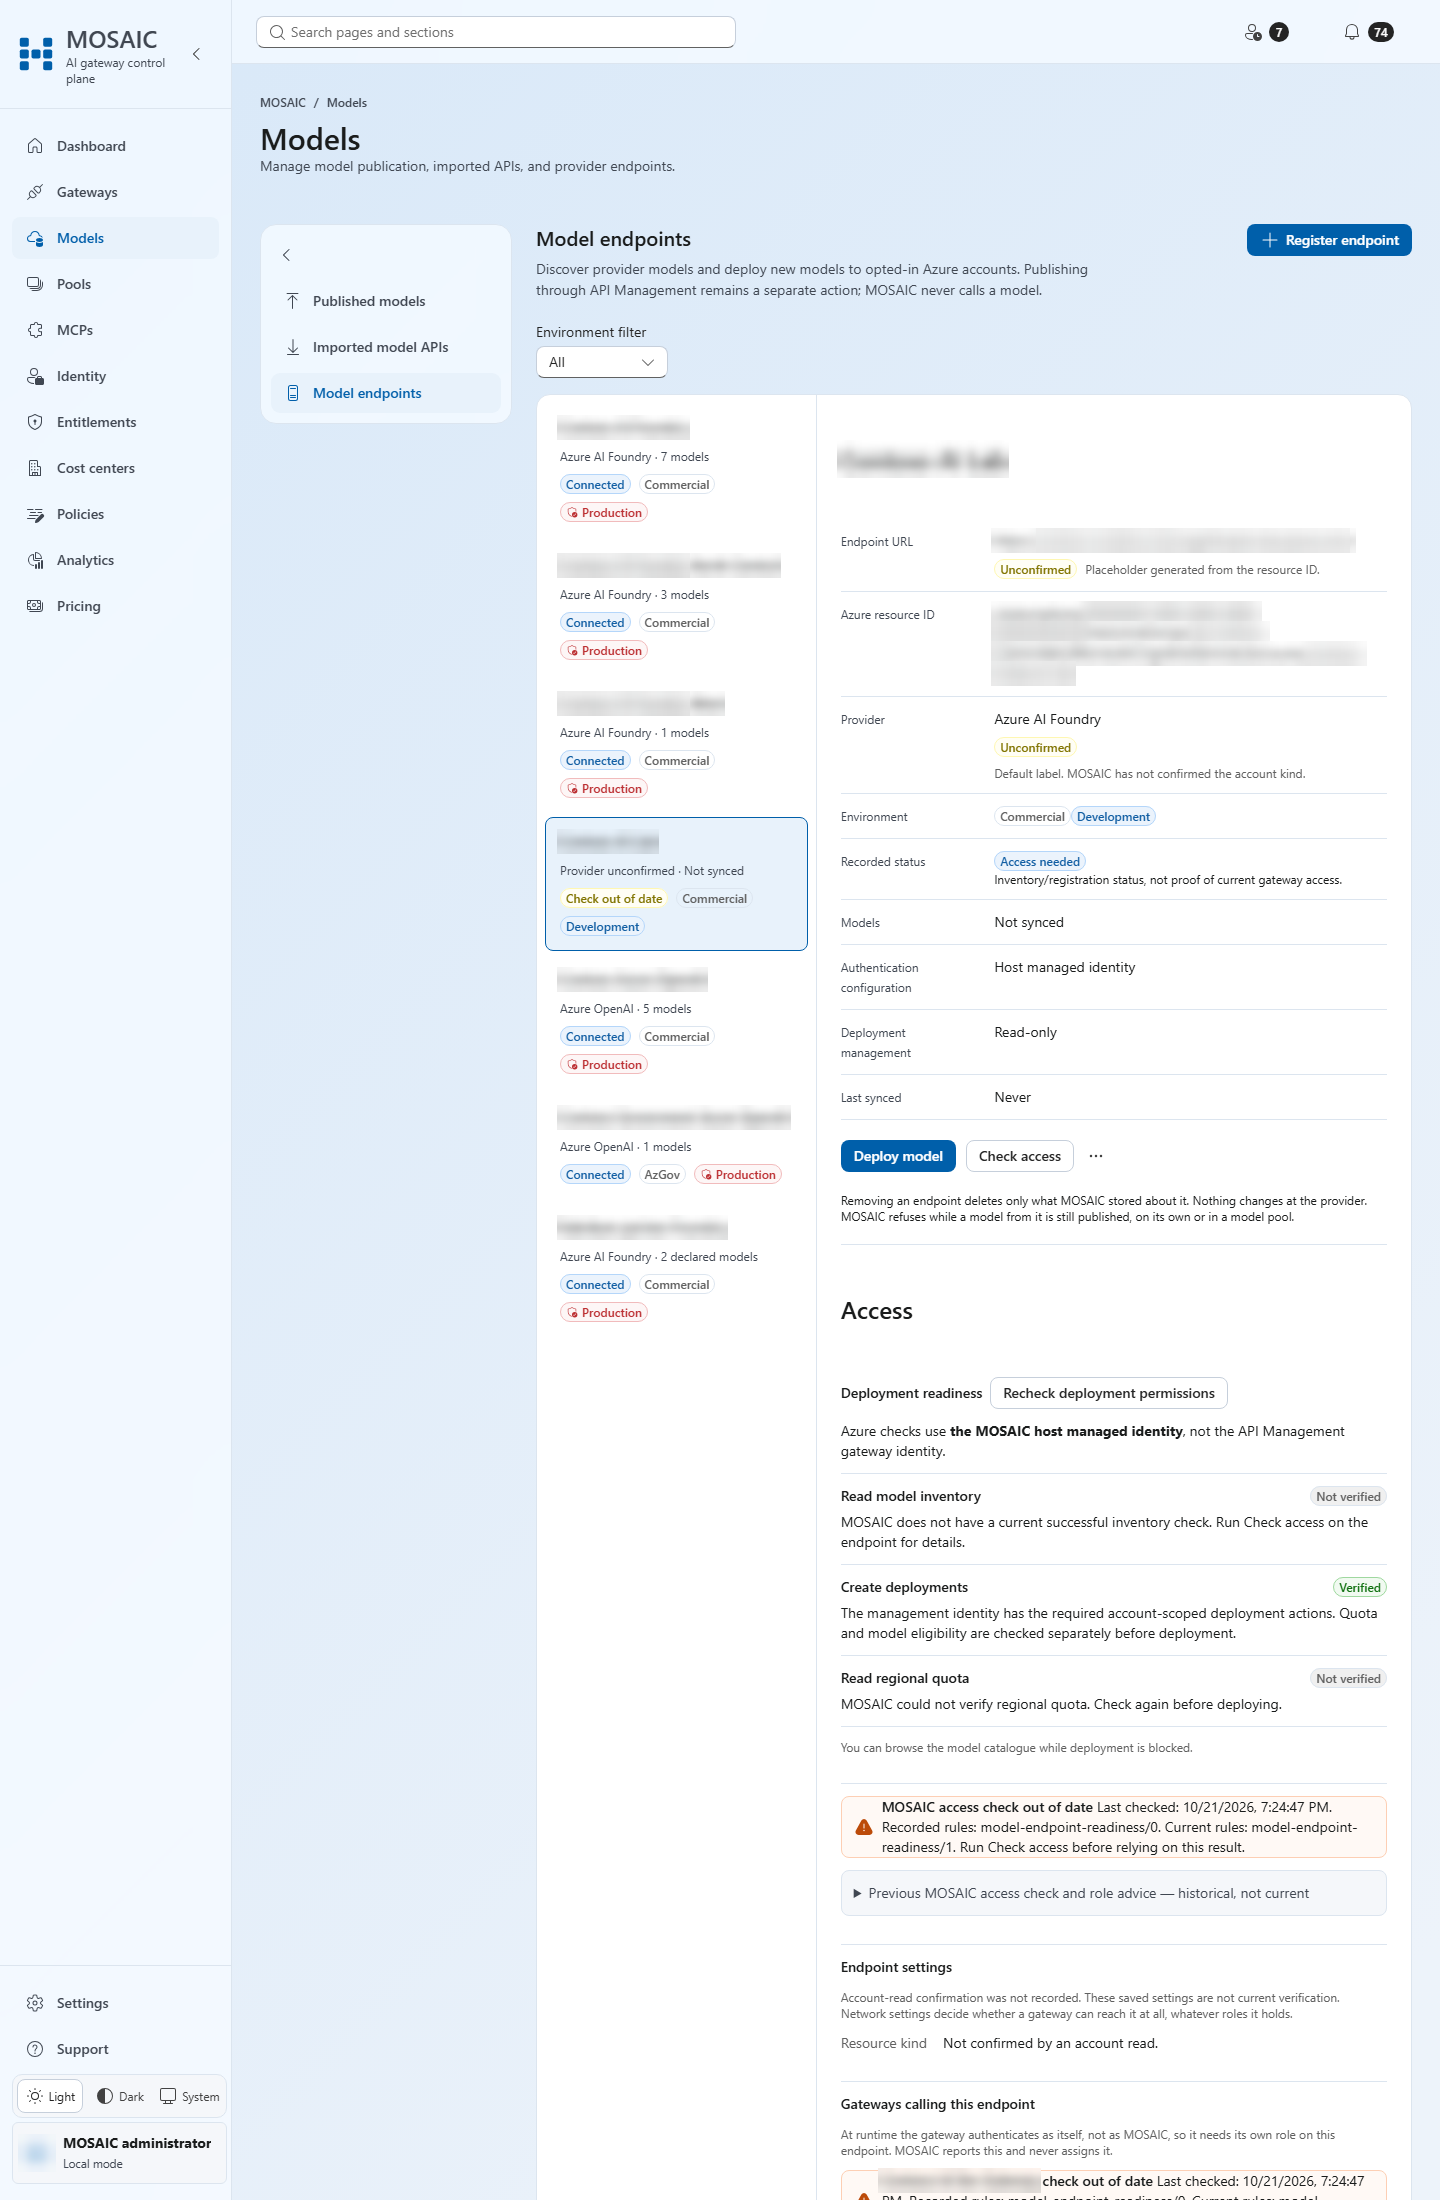 MOSAIC
AI gateway control
plane
Search pages and sections
7
74
Dashboard
Gateways
Models
Pools
MCPs
Identity
Entitlements
Cost centers
Policies
Analytics
Pricing
Settings
Support
Light
Dark
System
MOSAIC administrator
Local mode
MOSAIC / Models
Models
Manage model publication, imported APIs, and provider endpoints.
Published models
Imported model APIs
Model endpoints
Model endpoints
Register endpoint
Discover provider models and deploy new models to opted-in Azure accounts. Publishing
through API Management remains a separate action; MOSAIC never calls a model.
Environment filter
All
Azure AI Foundry · 7 models
Connected
Commercial
Production
Azure AI Foundry · 3 models
Connected
Commercial
Production
Azure AI Foundry · 1 models
Connected
Commercial
Production
Provider unconfirmed · Not synced
Check out of date
Commercial
Development
Azure OpenAI · 5 models
Connected
Commercial
Production
Azure OpenAI · 1 models
Connected
AzGov
Production
Azure AI Foundry · 2 declared models
Connected
Commercial
Production
Endpoint URL
Unconfirmed Placeholder generated from the resource ID.
Azure resource ID
Provider
Azure AI Foundry
Unconfirmed
Default label. MOSAIC has not confirmed the account kind.
Environment
Commercial Development
Recorded status
Access needed
Inventory/registration status, not proof of current gateway access.
Models
Not synced
Authentication
configuration
Host managed identity
Deployment
management
Read-only
Last synced
Never
Deploy model
Check access
···
Removing an endpoint deletes only what MOSAIC stored about it. Nothing changes at the provider.
MOSAIC refuses while a model from it is still published, on its own or in a model pool.
Access
Deployment readiness
Recheck deployment permissions
Azure checks use the MOSAIC host managed identity, not the API Management
gateway identity.
Read model inventory
Not verified
MOSAIC does not have a current successful inventory check. Run Check access on the
endpoint for details.
Create deployments
Verified
The management identity has the required account-scoped deployment actions. Quota
and model eligibility are checked separately before deployment.
Read regional quota
Not verified
MOSAIC could not verify regional quota. Check again before deploying.
You can browse the model catalogue while deployment is blocked.
MOSAIC access check out of date Last checked: 10/21/2026, 7:24:47 PM.
Recorded rules: model-endpoint-readiness/0. Current rules: model-endpoint-
readiness/1. Run Check access before relying on this result.
Previous MOSAIC access check and role advice — historical, not current
Endpoint settings
Account-read confirmation was not recorded. These saved settings are not current verification.
Network settings decide whether a gateway can reach it at all, whatever roles it holds.
Resource kind
Not confirmed by an account read.
Gateways calling this endpoint
At runtime the gateway authenticates as itself, not as MOSAIC, so it needs its own role on this
endpoint. MOSAIC reports this and never assigns it.
check out of date Last checked: 10/21/2026, 7:24:47
PM. Recorded rules: model-endpoint-readiness/0. Current rules: model-